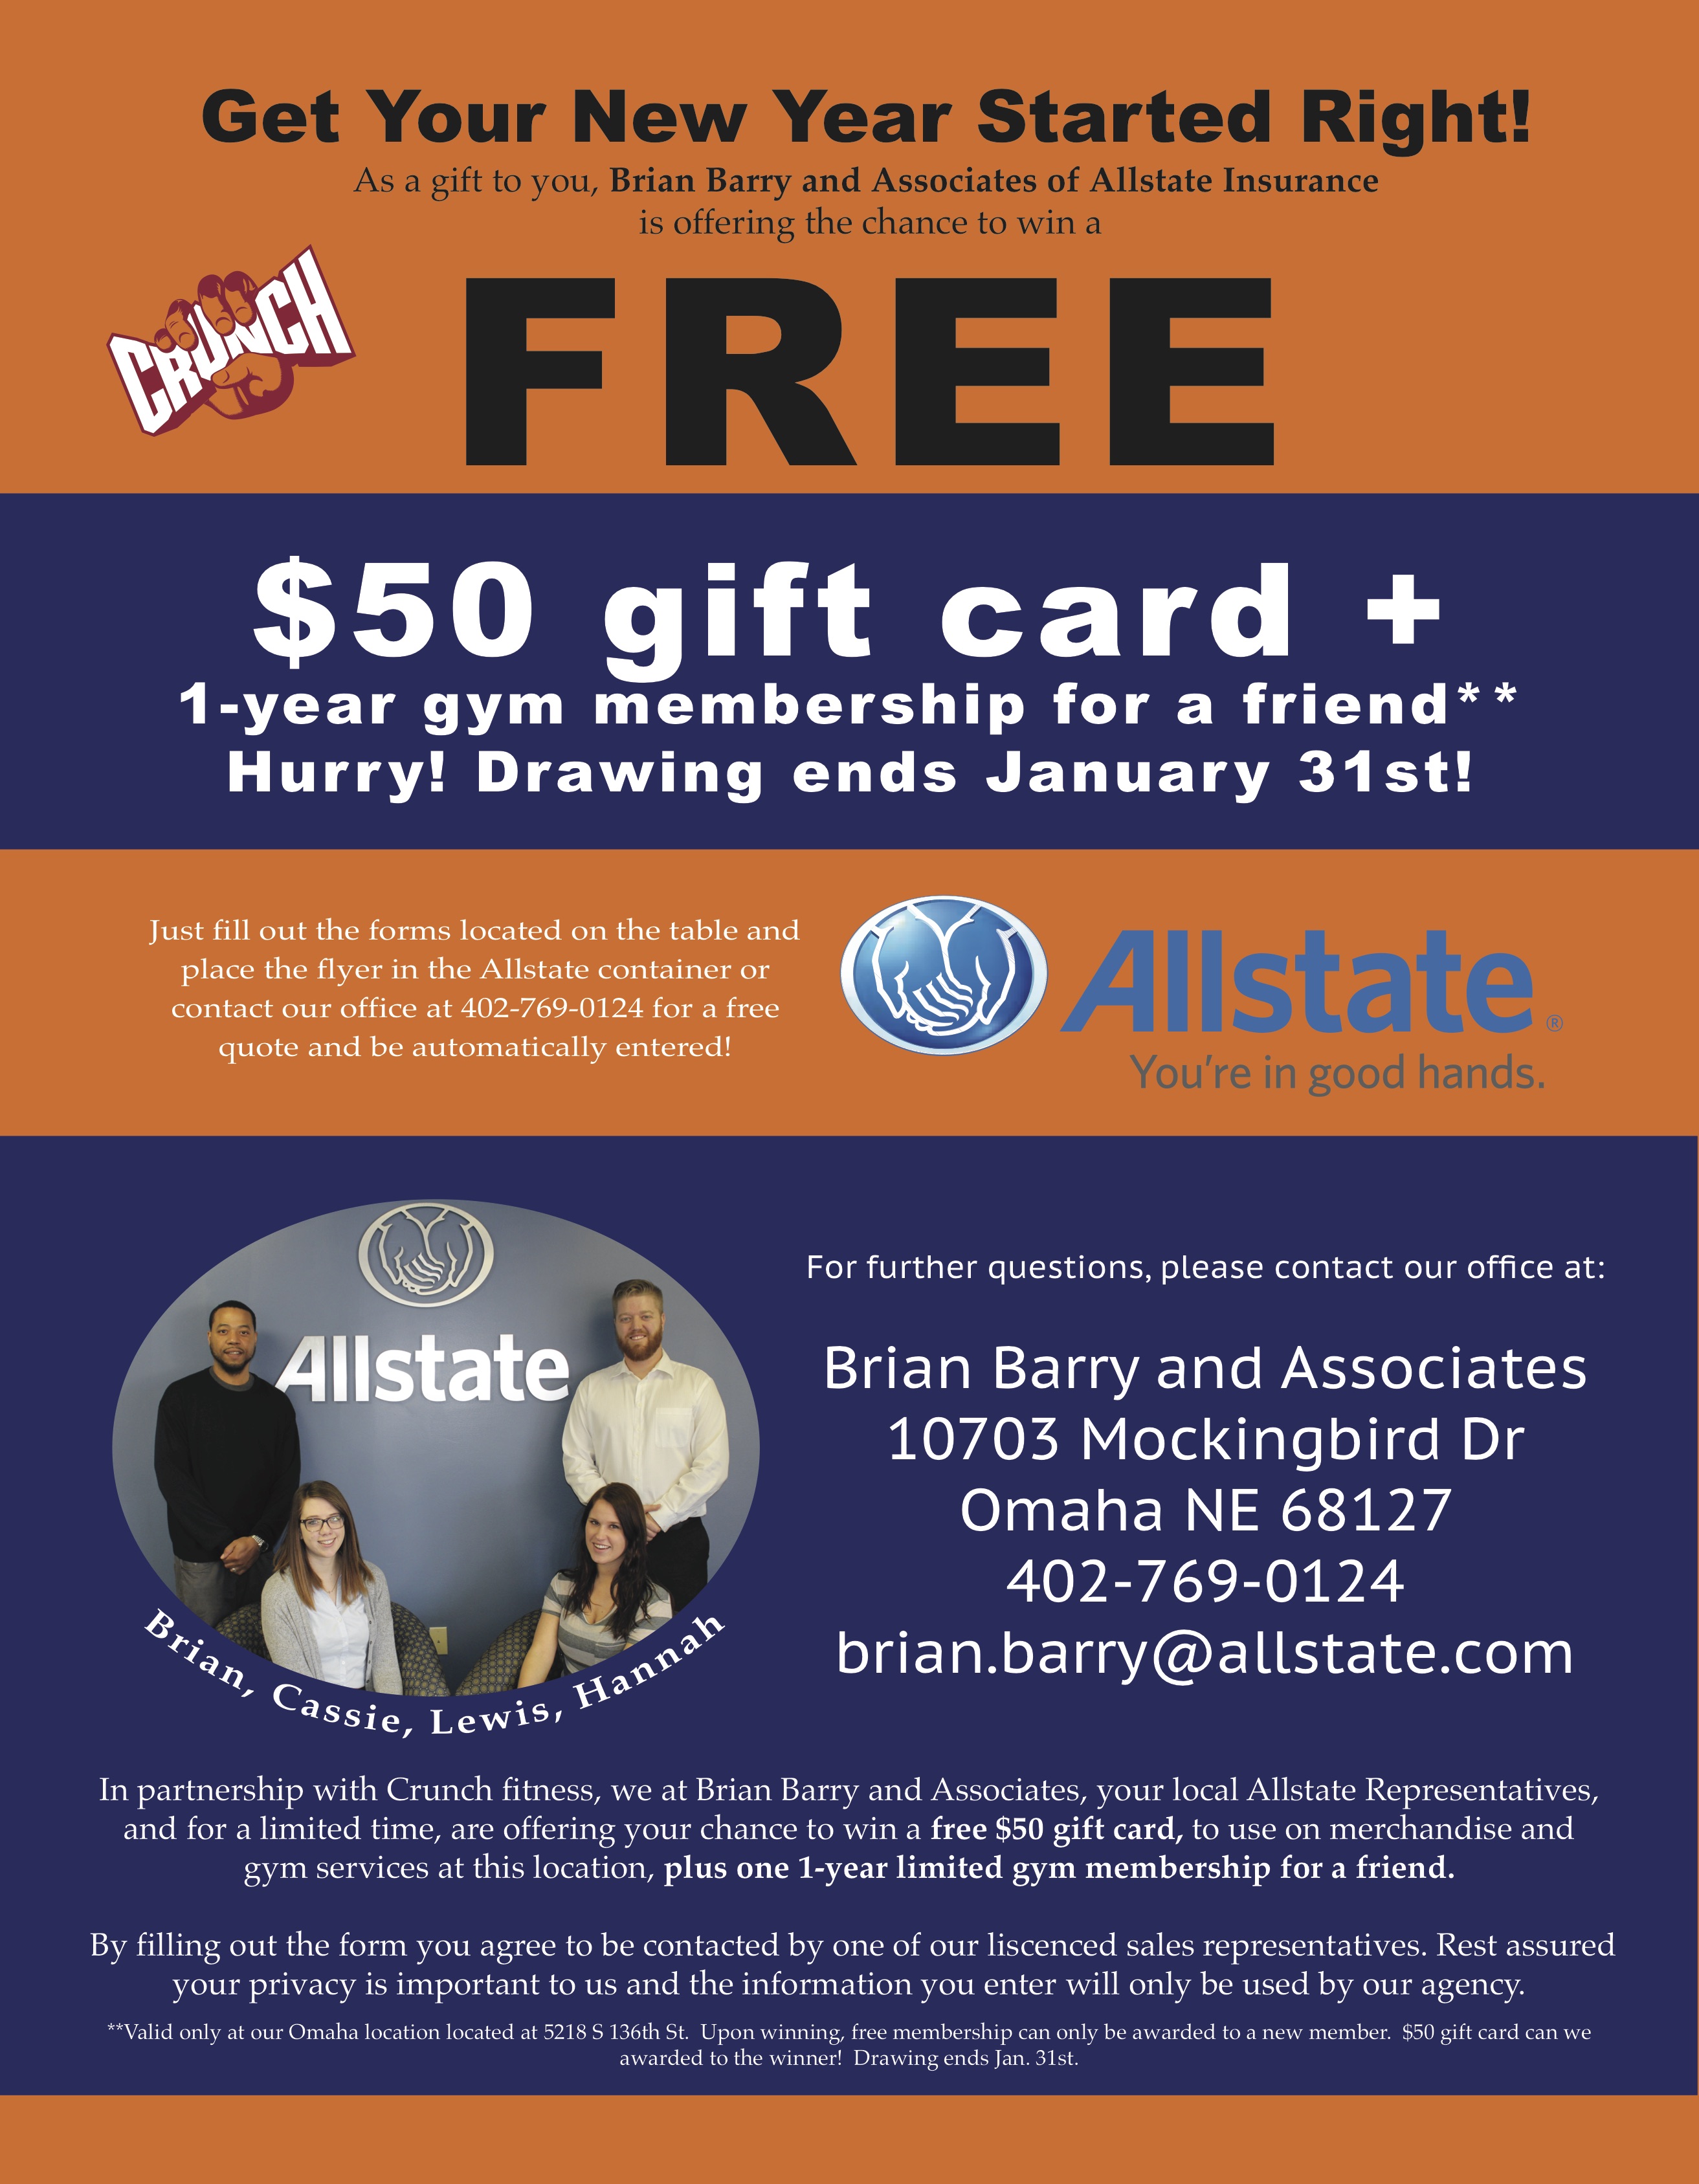 Get Your New Year Started Right!
As a gift to you, Brian Barry and Associates of Allstate Insurance
is offering the chance to win a
CRUNCH
FREE
$50 gift card +
1-year gym membership for a friend**
Hurry! Drawing ends January 31st!
Just fill out the forms located on the table and
place the flyer in the Allstate container or
contact our office at 402-769-0124 for a free
quote and be automatically entered!
Allstate®
You're in good hands.
Allstate
Brian, Cassie, Lewis, Hannah
For further questions, please contact our office at:
Brian Barry and Associates
10703 Mockingbird Dr
Omaha NE 68127
402-769-0124
brian.barry@allstate.com
In partnership with Crunch fitness, we at Brian Barry and Associates, your local Allstate Representatives,
and for a limited time, are offering your chance to win a free $50 gift card, to use on merchandise and
gym services at this location, plus one 1-year limited gym membership for a friend.
By filling out the form you agree to be contacted by one of our liscenced sales representatives. Rest assured
your privacy is important to us and the information you enter will only be used by our agency.
**Valid only at our Omaha location located at 5218 S 136th St. Upon winning, free membership can only be awarded to a new member. $50 gift card can we
awarded to the winner! Drawing ends Jan. 31st.